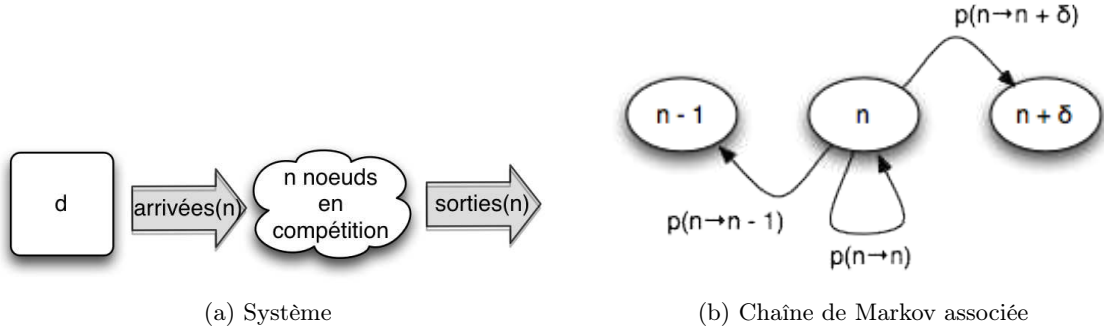 d
arrivées(n)
n noeuds
en
compétition
sorties(n)
(a) Système
p(n→n + δ)
n - 1
n
n + δ
p(n→n - 1)
p(n→n)
(b) Chaîne de Markov associée